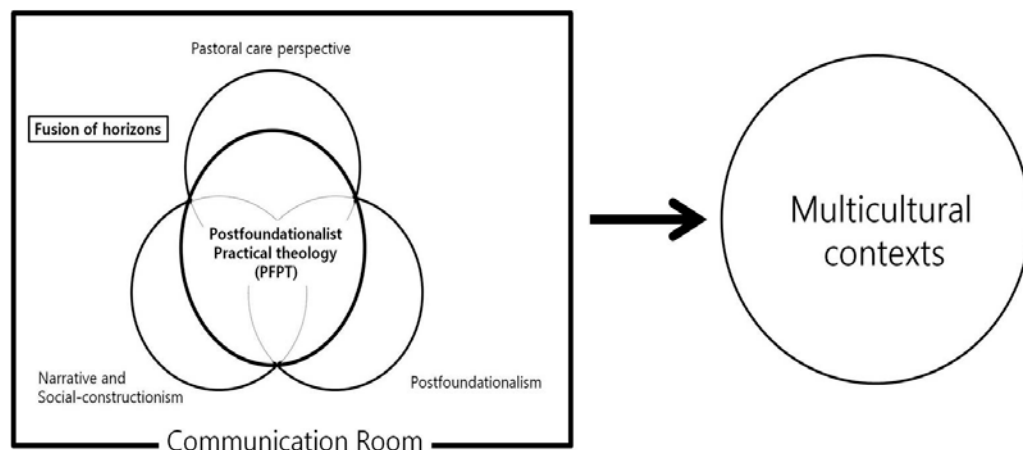 Pastoral care perspective
Fusion of horizons
Postfoundationalist
Practical theology
(PFPT)
Narrative and
Social-constructionism
Postfoundationalism
Communication Room
Multicultural
contexts